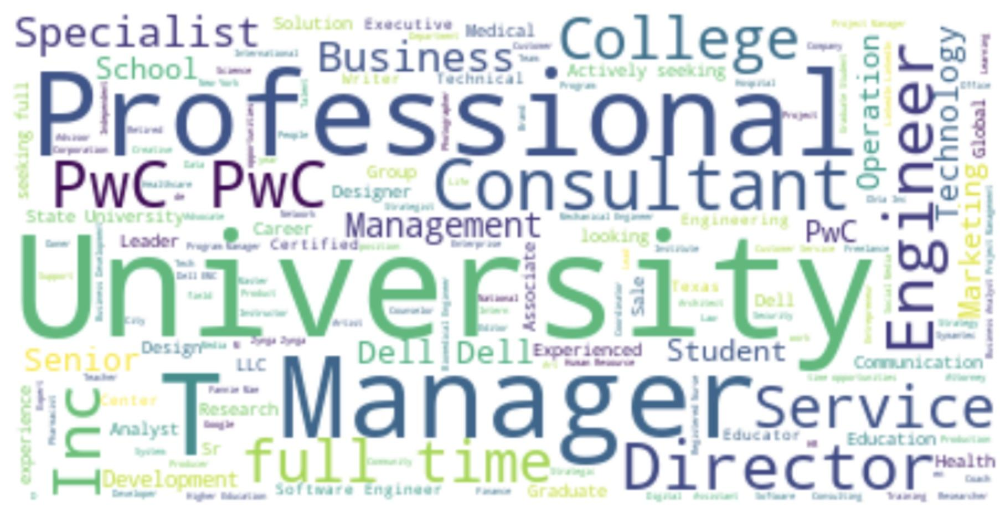 Specialist
Solution
Executive
Medical
College
Project Manager
Department
Business
Customer
Team
Company
International
School
Science
New York
Writer
Technical
Actively seeking
Program
Hospital
Operation
Engineer
Technology
Learning
Office
Professional
seeking full
Independent
Talent
opportunities
Photographer
Brand
Project
Graduate Student
Global
Advisor
Retired
People
Corporation
Creative
Data
year
PwC PwC
Healthcare
de
Group
Life
Consultant
Designer
Strategist
Marketing
State University
Advocate
Network
Management
Mechanical Engineer
Engineering
Career
looking
PwC
Owner
Leader
Program Manager
Certified
position
Enterprise
Institute
Customer Service
Freelance
University
Business Development
Support
Tech
Dell EMC
Master
Product
field
Instructor
City
Artist
Counselor
Biomedical Engineer
National
Intern
Editor
Associate
Lead
Coordinator
Sale
Texas
Architect
Law
Dell
Security
work
Entrepreneur
Social Media
Business Analyst Project Management
Strategy
Symantec
Design
Media
Zynga Zynga
Dell Dell
Experienced
Art
Human Resource
Student
Communication
Senior
LLC
Teacher
time opportunities
Attorney
T
Manager
Service
experience
Expert
Pharmacist
Inc
Center
Fannie Mae
Research
Google
Analyst
Registered Nurse
Educator
HR
Education
Production
System
Sr
Producer
full time
Community
Strategic
Director
Health
Coach
Development
Developer
Higher Education
Software Engineer
Finance
Graduate
Digital
Assistant
Software
Consulting
Training
Researcher